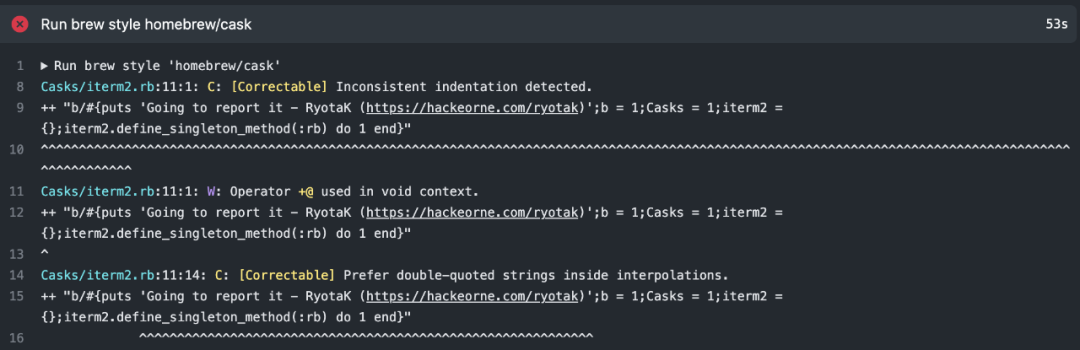 Run brew style homebrew/cask 53s
1 ▶ Run brew style 'homebrew/cask'
8 Casks/iterm2.rb:11:1: C: [Correctable] Inconsistent indentation detected.
9 ++ "b/#{puts 'Going to report it - RyotaK (https://hackeorne.com/ryotak)';b = 1;Casks = 1;iterm2 =
{};iterm2.define_singleton_method(:rb) do 1 end}"
10 ^^^^^^^^^^^^^^^^^^^^^^^^^^^^^^^^^^^^^^^^^^^^^^^^^^^^^^^^^^^^^^^^^^^^^^^^^^^^^^^^^^^^^^^^^^^^^^^^^^^^^^^^^^^^^^^^^^^^^^^^^^^^^^^^^^^^^^^^
^^^^^^^^^^^^
11 Casks/iterm2.rb:11:1: W: Operator +@ used in void context.
12 ++ "b/#{puts 'Going to report it - RyotaK (https://hackeorne.com/ryotak)';b = 1;Casks = 1;iterm2 =
{};iterm2.define_singleton_method(:rb) do 1 end}"
13 ^
14 Casks/iterm2.rb:11:14: C: [Correctable] Prefer double-quoted strings inside interpolations.
15 ++ "b/#{puts 'Going to report it - RyotaK (https://hackeorne.com/ryotak)';b = 1;Casks = 1;iterm2 =
{};iterm2.define_singleton_method(:rb) do 1 end}"
16 ^^^^^^^^^^^^^^^^^^^^^^^^^^^^^^^^^^^^^^^^^^^^^^^^^^^^^^^^^^^^